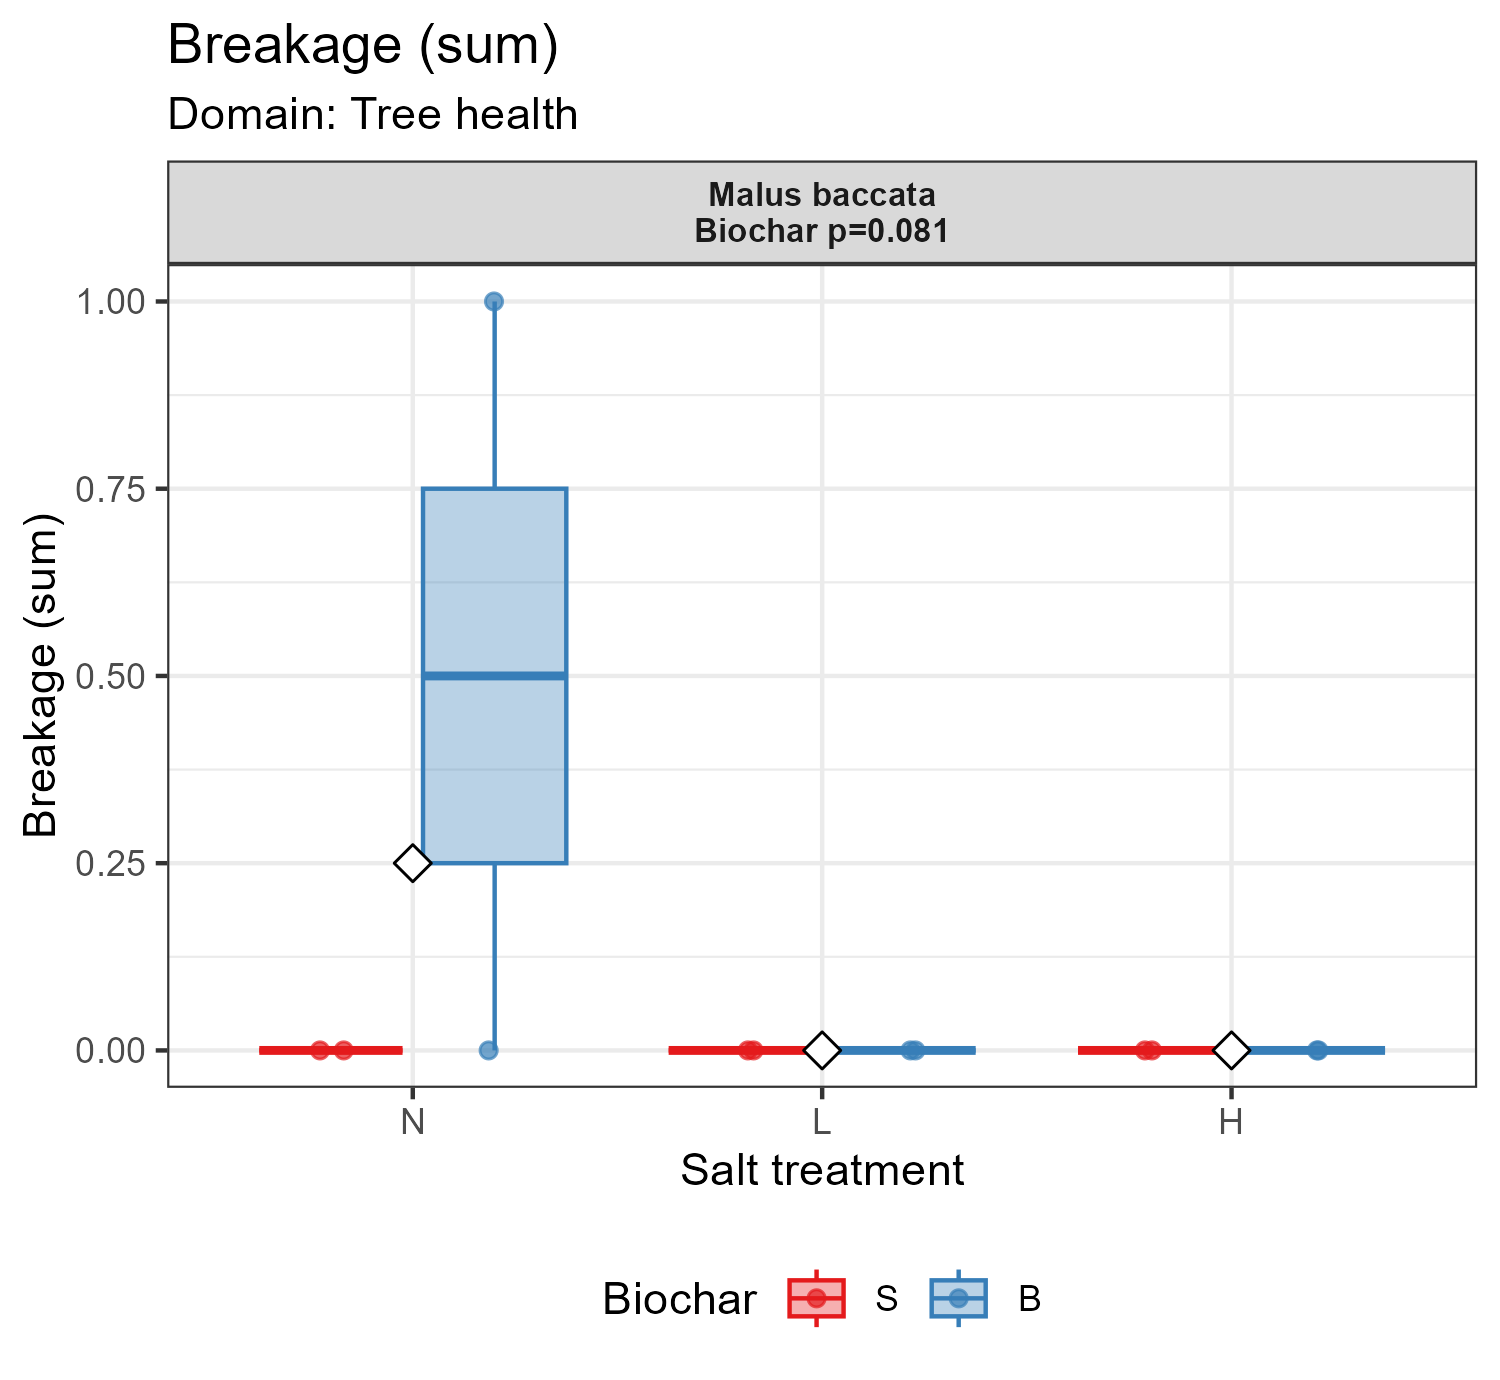 Breakage (sum)
Domain: Tree health
Malus baccata
Biochar p=0.081
Breakage (sum)
1.00
0.75
0.50
0.25
0.00
N L H
Salt treatment
Biochar S B